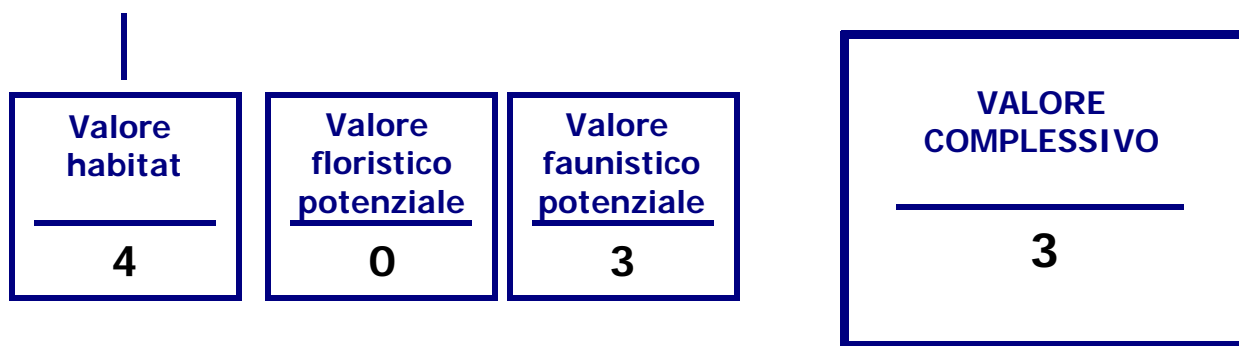 Valore
habitat
4
Valore
floristico
potenziale
0
Valore
faunistico
potenziale
3
VALORE
COMPLESSIVO
3